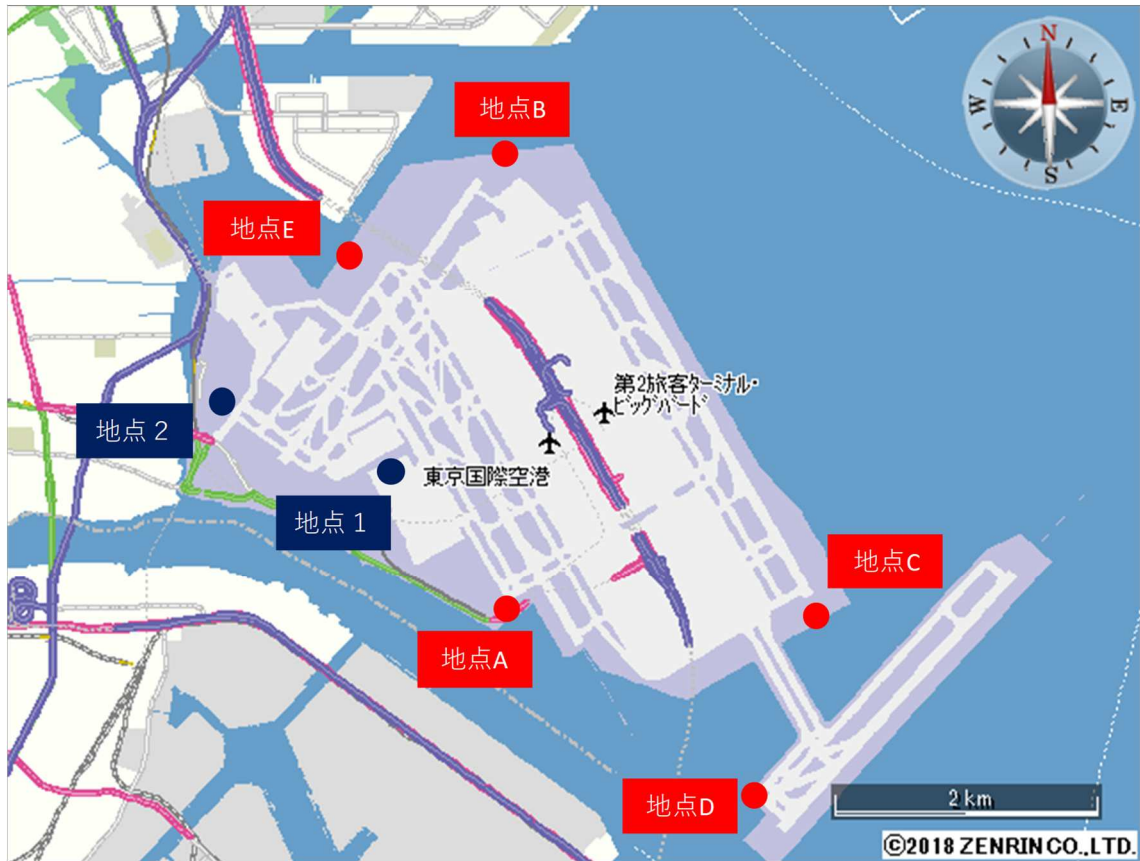 地点B
N
W
E
S
地点E
第2旅客ターミナル・
ビッグバード
地点２
東京国際空港
地点１
地点C
地点A
地点D
2 km
©2018 ZENRIN CO.,LTD.